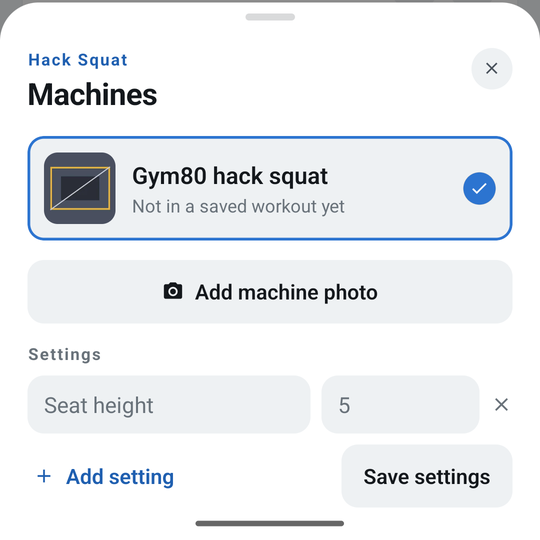 Hack Squat
Machines
Gym80 hack squat
Not in a saved workout yet
Add machine photo
Settings
Seat height
5
Add setting
Save settings